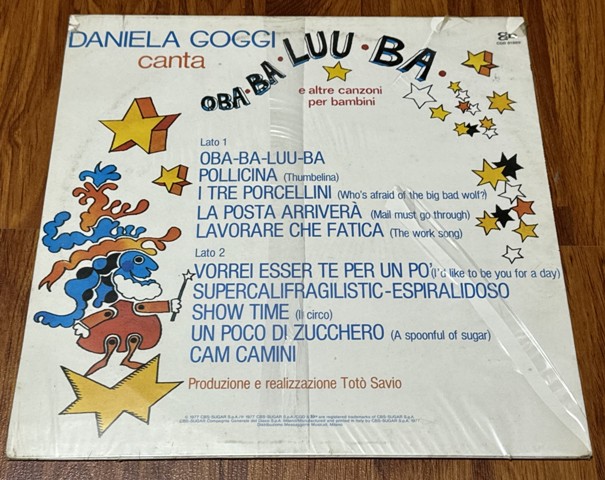 DANIELA GOGGI
canta
OBA·BA·LUU·BA·
e altre canzoni
per bambini
Lato 1
OBA-BA-LUU-BA
POLLICINA (Thumbelina)
I TRE PORCELLINI (Who's afraid of the big bad wolf?)
LA POSTA ARRIVERÀ (Mail must go through)
LAVORARE CHE FATICA (The work song)
Lato 2
VORREI ESSER TE PER UN PO' (I'd like to be you for a day)
SUPERCALIFRAGILISTIC-ESPIRALIDOSO
SHOW TIME (Il circo)
UN POCO DI ZUCCHERO (A spoonful of sugar)
CAM CAMINI
Produzione e realizzazione Totò Savio